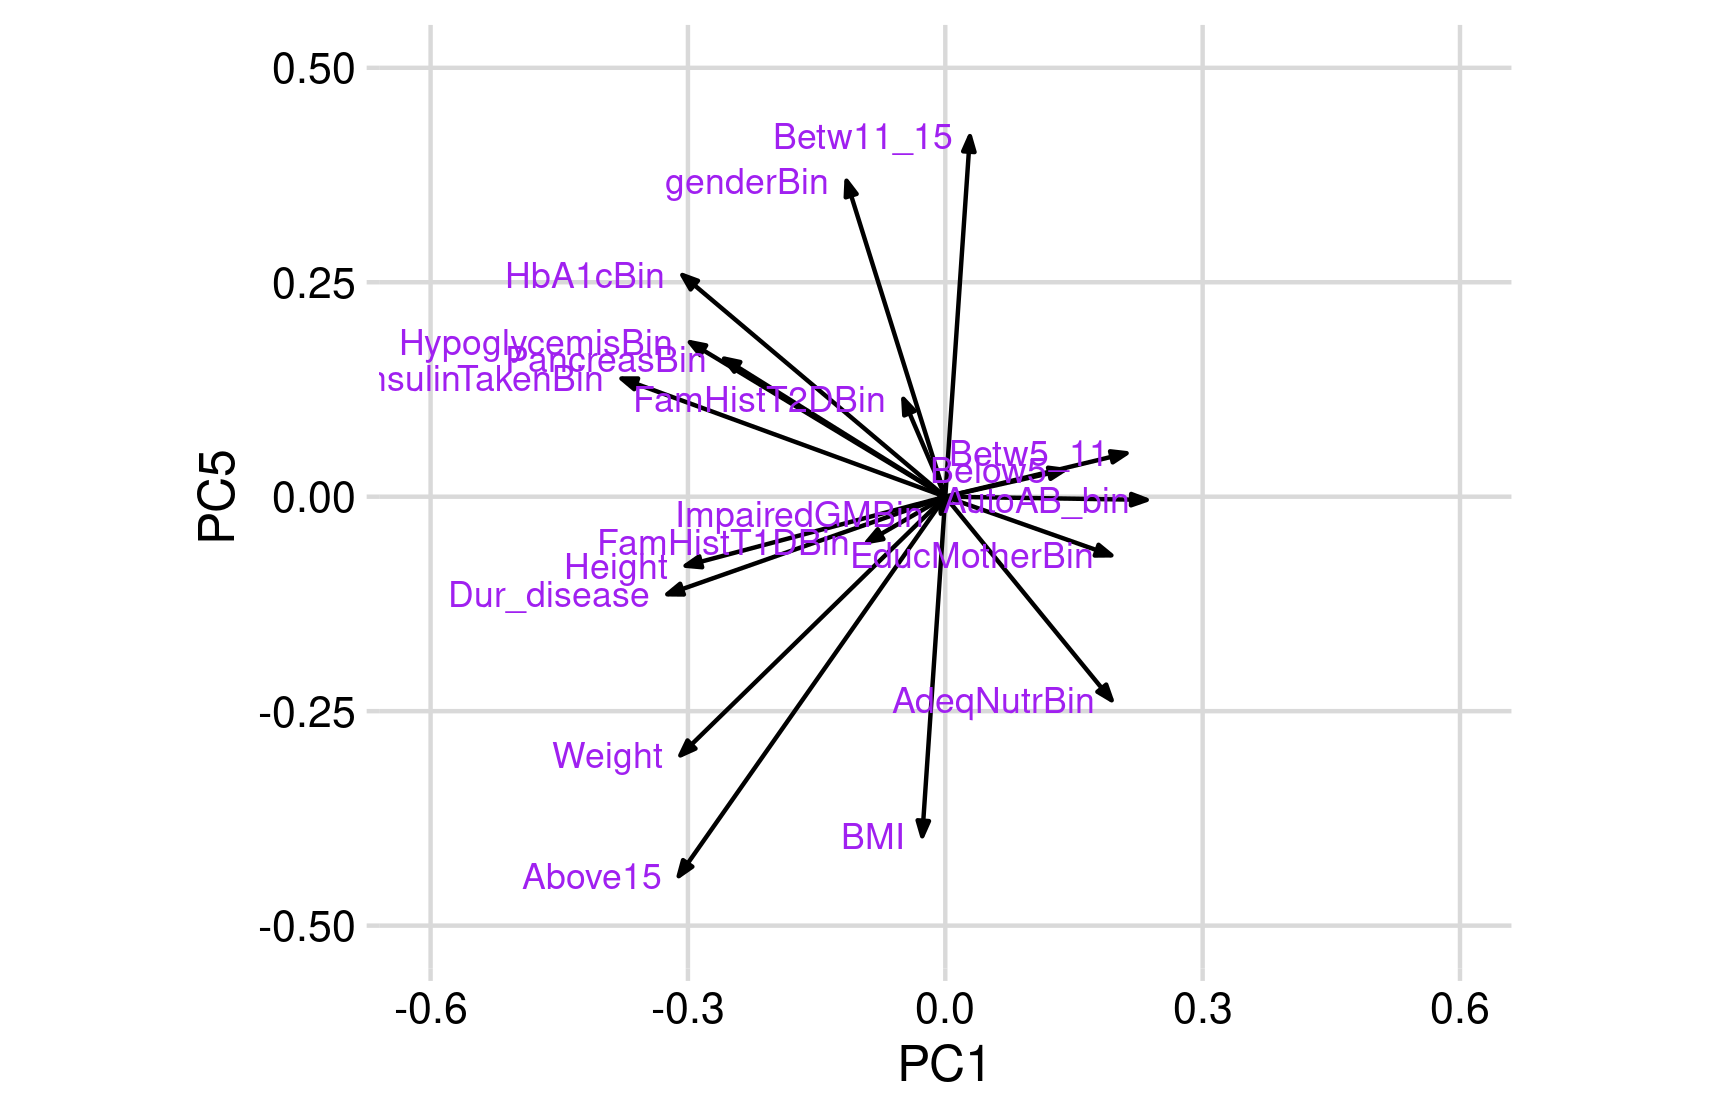 0.50
Betw11_15
genderBin
HbA1cBin
0.25
HypoglycemisBin
PancreasBin
nsulinTakenBin
FamHistT2DBin
Betw5_11
Below5
PC5
0.00
AutoAB_bin
ImpairedGMBin
FamHistT1DBin
EducMotherBin
Height
Dur_disease
AdeqNutrBin
-0.25
Weight
BMI
Above15
-0.50
-0.6 -0.3 0.0 0.3 0.6
PC1